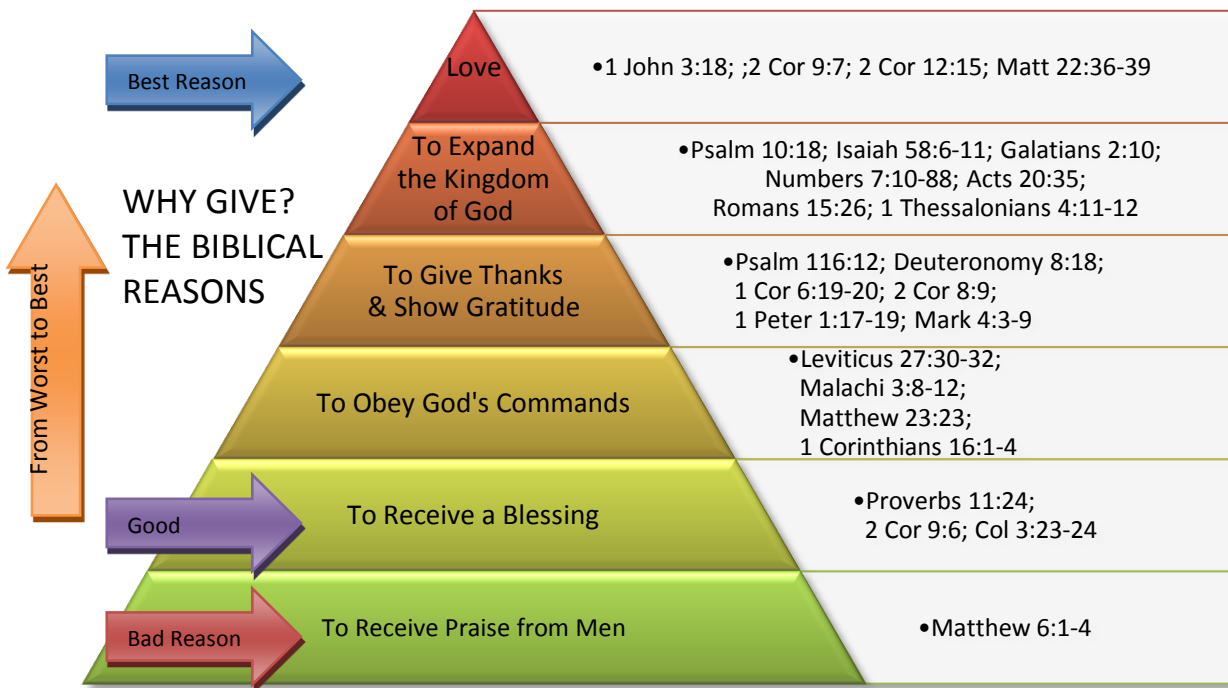 Best Reason
Love
•1 John 3:18; ;2 Cor 9:7; 2 Cor 12:15; Matt 22:36-39
WHY GIVE?
THE BIBLICAL
REASONS
From Worst to Best
To Expand
the Kingdom
of God
•Psalm 10:18; Isaiah 58:6-11; Galatians 2:10;
Numbers 7:10-88; Acts 20:35;
Romans 15:26; 1 Thessalonians 4:11-12
To Give Thanks
& Show Gratitude
•Psalm 116:12; Deuteronomy 8:18;
1 Cor 6:19-20; 2 Cor 8:9;
1 Peter 1:17-19; Mark 4:3-9
To Obey God's Commands
•Leviticus 27:30-32;
Malachi 3:8-12;
Matthew 23:23;
1 Corinthians 16:1-4
Good
To Receive a Blessing
•Proverbs 11:24;
2 Cor 9:6; Col 3:23-24
Bad Reason
To Receive Praise from Men
•Matthew 6:1-4